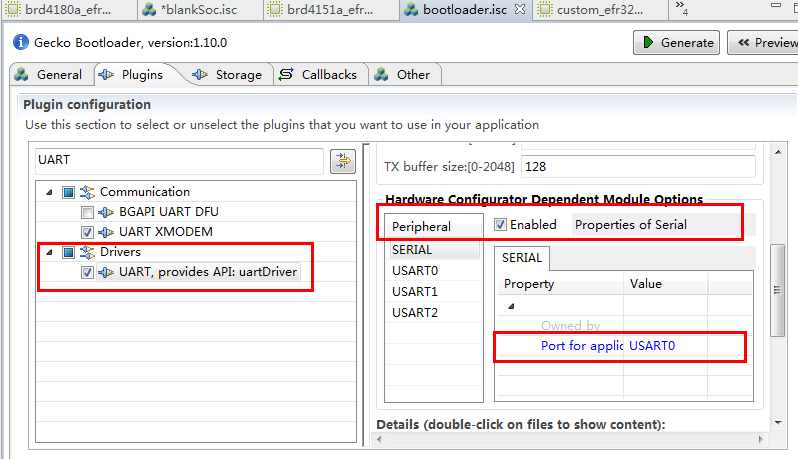 brd4180a_efr... *blankSoc.isc brd4151a_efr... bootloader.isc custom_efr32... »4
Gecko Bootloader, version:1.10.0
Generate
Preview
General Plugins Storage Callbacks Other
Plugin configuration
Use this section to select or unselect the plugins that you want to use in your application
UART
Communication
BGAPI UART DFU
UART XMODEM
Drivers
UART, provides API: uartDriver
TX buffer size:[0-2048] 128
Hardware Configurator Dependent Module Options
Peripheral
SERIAL
USART0
USART1
USART2
Enabled Properties of Serial
SERIAL
Property Value
Owned by
Port for applic USART0
Details (double-click on files to show content):